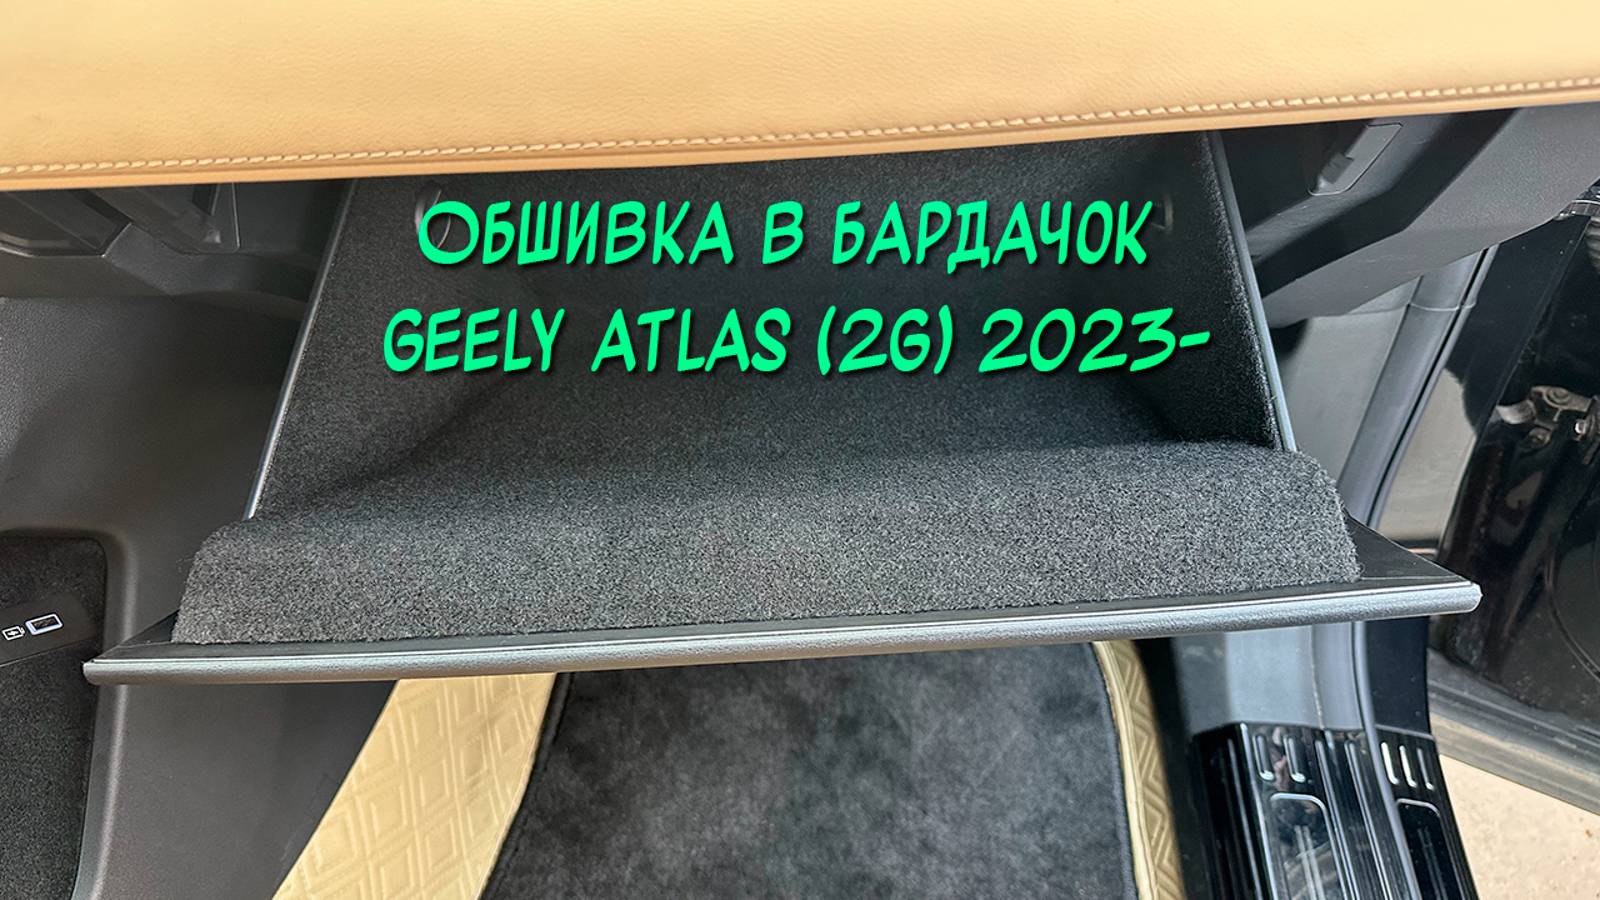 Обшивка в бардачок
GEELY ATLAS (2G) 2023-